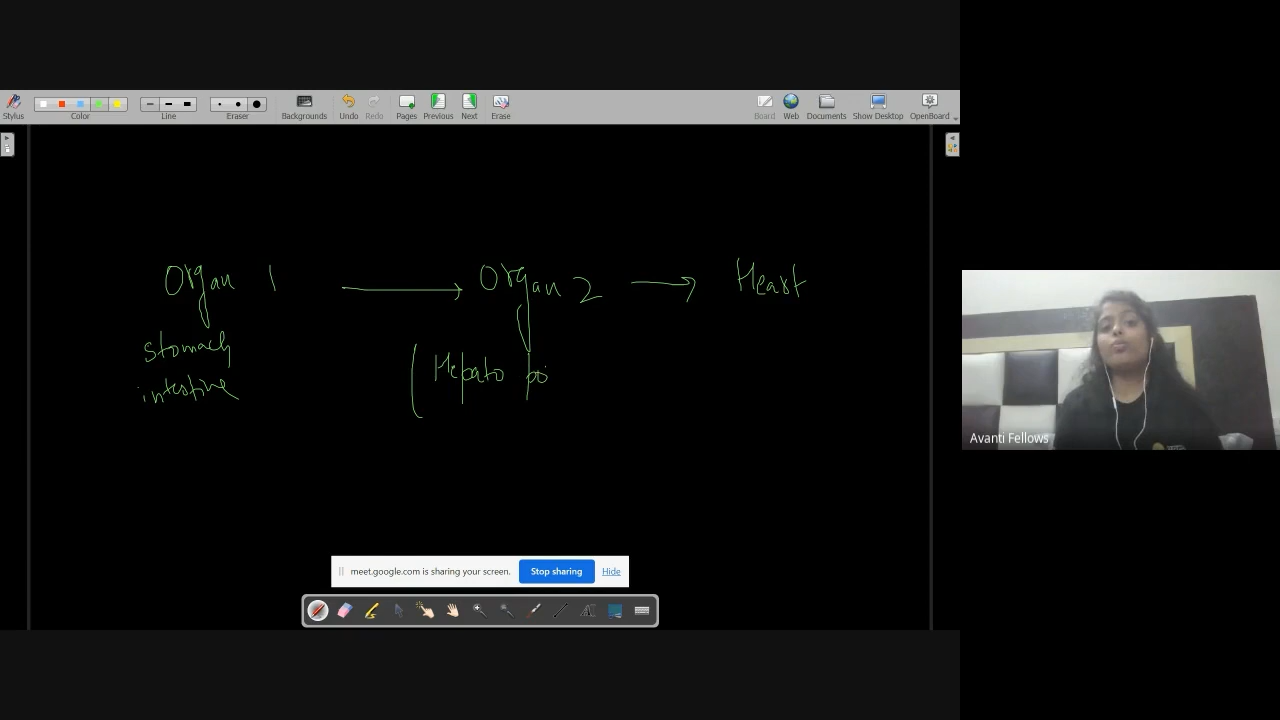 Stylus
Color
Line
Eraser
Backgrounds
Undo
Redo
Pages
Previous
Next
Erase
Board
Web
Documents
Show Desktop
OpenBoard
Organ 1
Organ 2
Heart
stomach
intestine
( Hepato po
Avanti Fellows
meet.google.com is sharing your screen.
Stop sharing
Hide